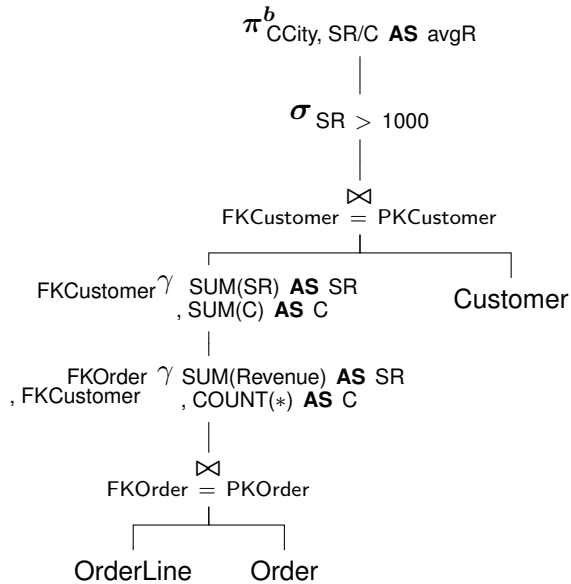 π^b CCity, SR/C AS avgR
σ SR > 1000
⋈
FKCustomer = PKCustomer
FKCustomer γ SUM(SR) AS SR
, SUM(C) AS C
Customer
FKOrder γ SUM(Revenue) AS SR
, FKCustomer , COUNT(∗) AS C
⋈
FKOrder = PKOrder
OrderLine Order